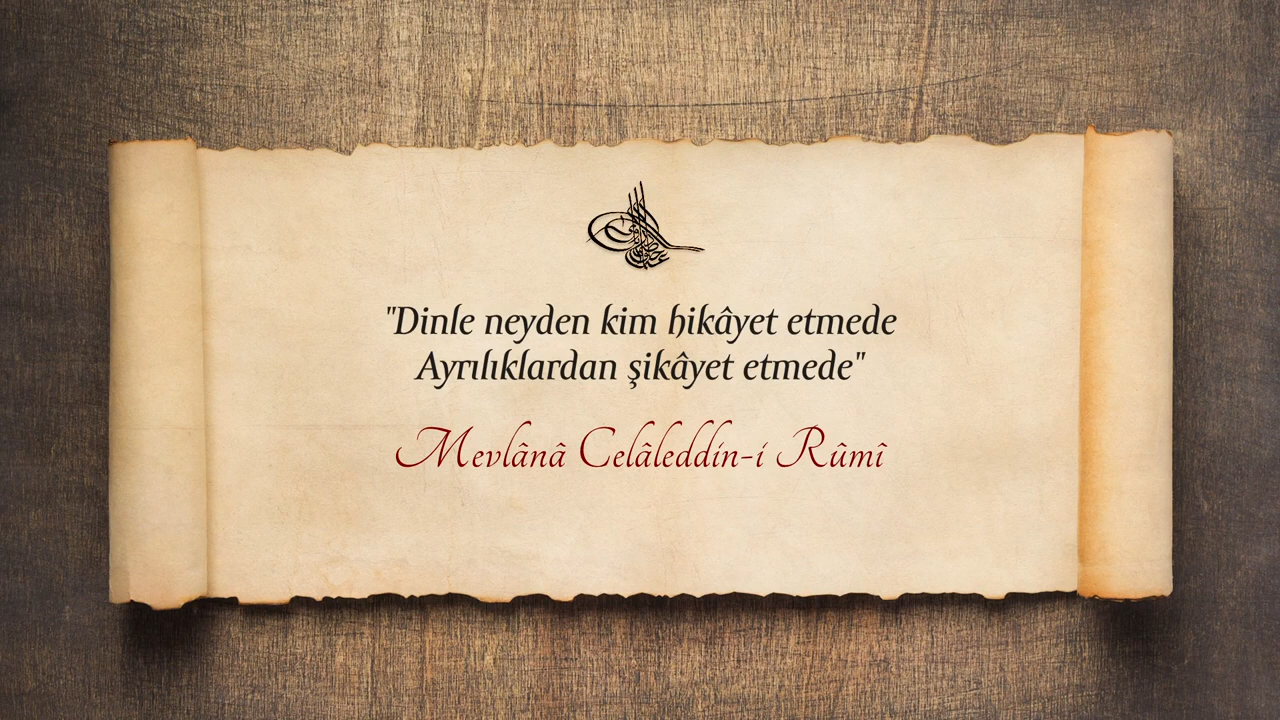 "Dinle neyden kim hikâyet etmede
Ayrılıklardan şikâyet etmede"
Mevlânâ Celâleddin-i Rûmî